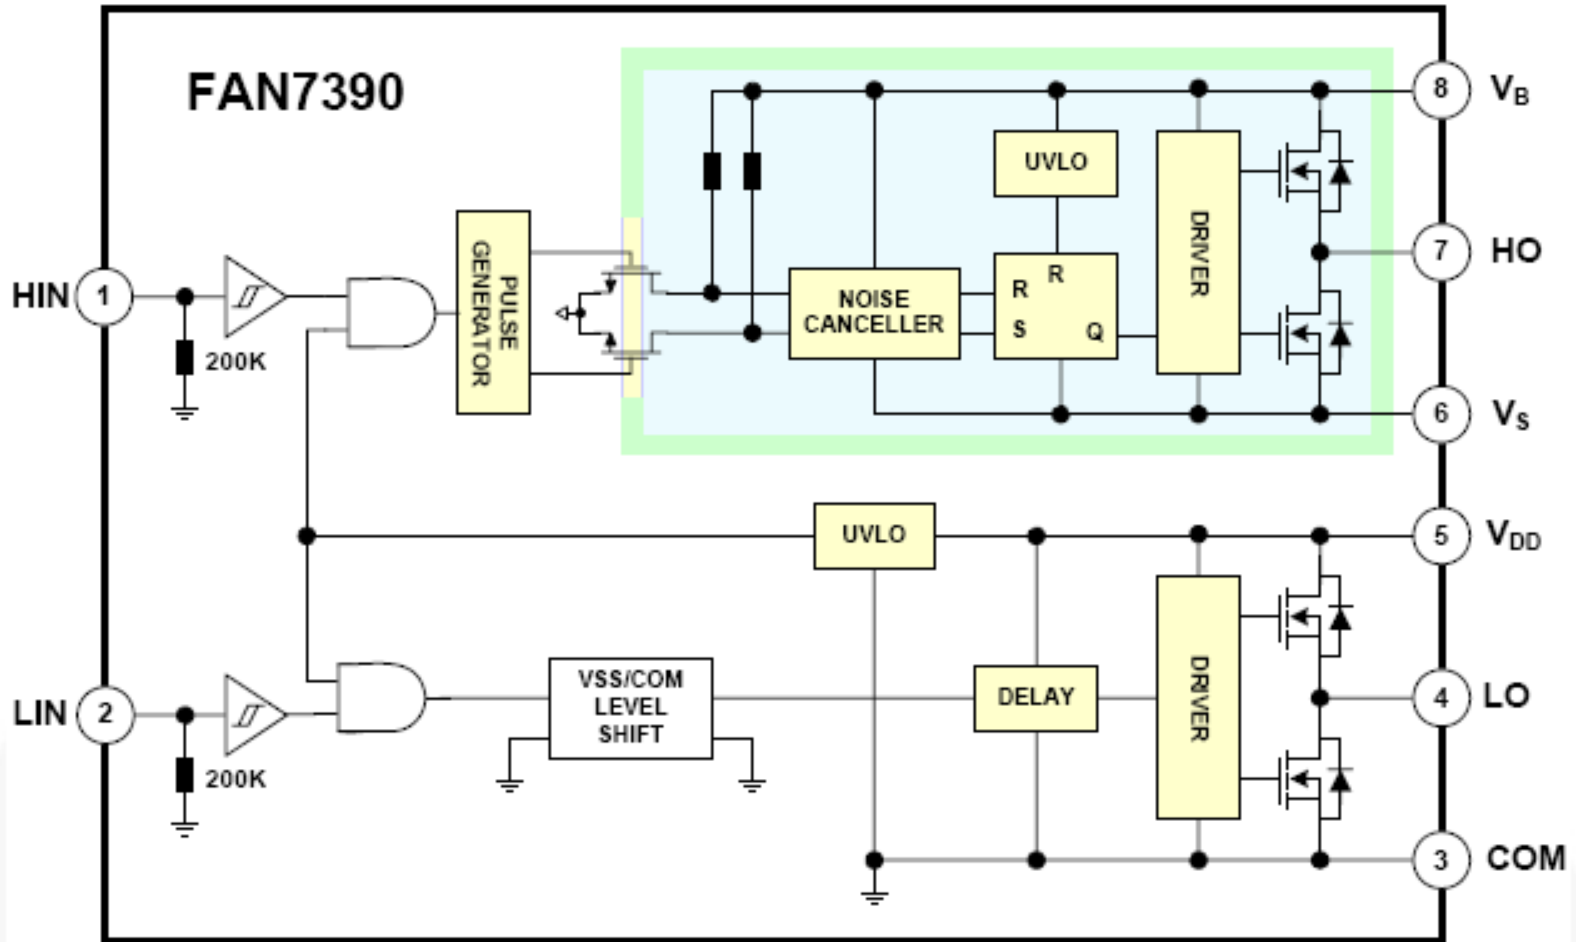 FAN7390
8 VB
UVLO
PULSE GENERATOR
DRIVER
7 HO
HIN 1
R
R
NOISE
CANCELLER
S
Q
200K
6 VS
UVLO
5 VDD
VSS/COM
LEVEL
SHIFT
DELAY
DRIVER
4 LO
LIN 2
200K
3 COM